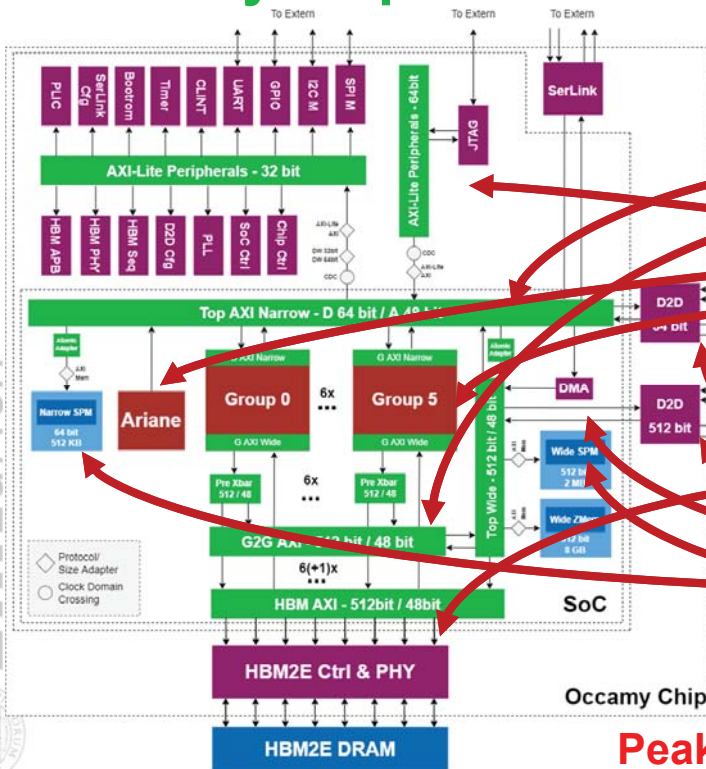 To Extern
To Extern
To Extern
PLIC
SerLink Cfg
Bootrom
Timer
CLINT
UART
GPIO
I2C M
SPI M
AXI-Lite Peripherals - 64bit
JTAG
SerLink
AXI-Lite Peripherals - 32 bit
HBM APB
HBM PHY
HBM Seq
D2D Cfg
PLL
SoC Ctrl
Chip Ctrl
AXI-Lite
AXI
DW 32bit
DW 64bit
CDC
CDC
AXI-Lite
AXI
Top AXI Narrow - D 64 bit / A 48 bit
D2D
64 bit
Atomic
Adapter
AXI
Mem
G AXI Narrow
G AXI Narrow
Atomic
Adapter
Narrow SPM
64 bit
512 KB
Ariane
Group 0
6x
...
Group 5
G AXI Wide
G AXI Wide
DMA
D2D
512 bit
Top Wide - 512 bit / 48 bit
AXI
Mem
Wide SPM
512 bit
2 MB
Pre Xbar
512 / 48
6x
...
Pre Xbar
512 / 48
AXI
Mem
8 GB
G2G AXI - 512 bit / 48 bit
Protocol/
Size Adapter
Clock Domain
Crossing
6(+1)x
...
HBM AXI - 512bit / 48bit
SoC
HBM2E Ctrl & PHY
Occamy Chip
HBM2E DRAM
Peak